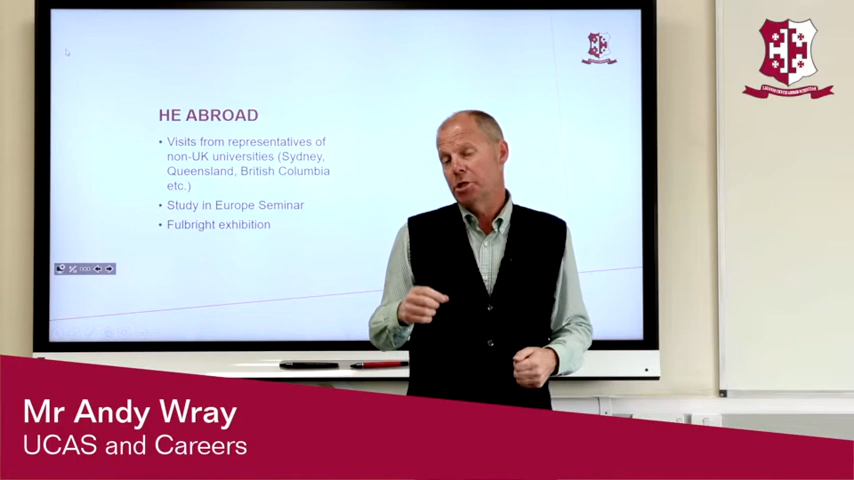 HE ABROAD
• Visits from representatives of
non-UK universities (Sydney,
Queensland, British Columbia
etc.)
• Study in Europe Seminar
• Fulbright exhibition
Mr Andy Wray
UCAS and Careers